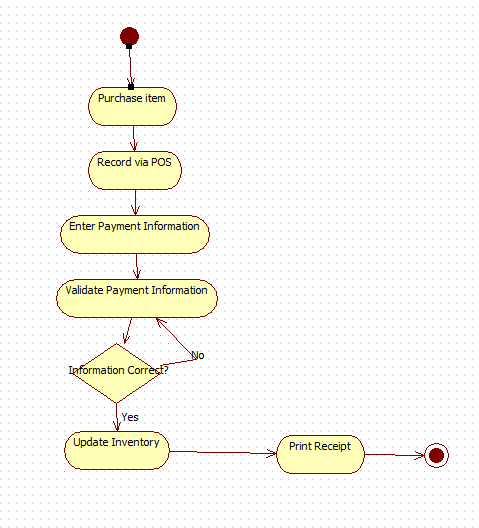 Purchase item
Record via POS
Enter Payment Information
Validate Payment Information
Information Correct?
No
Yes
Update Inventory
Print Receipt